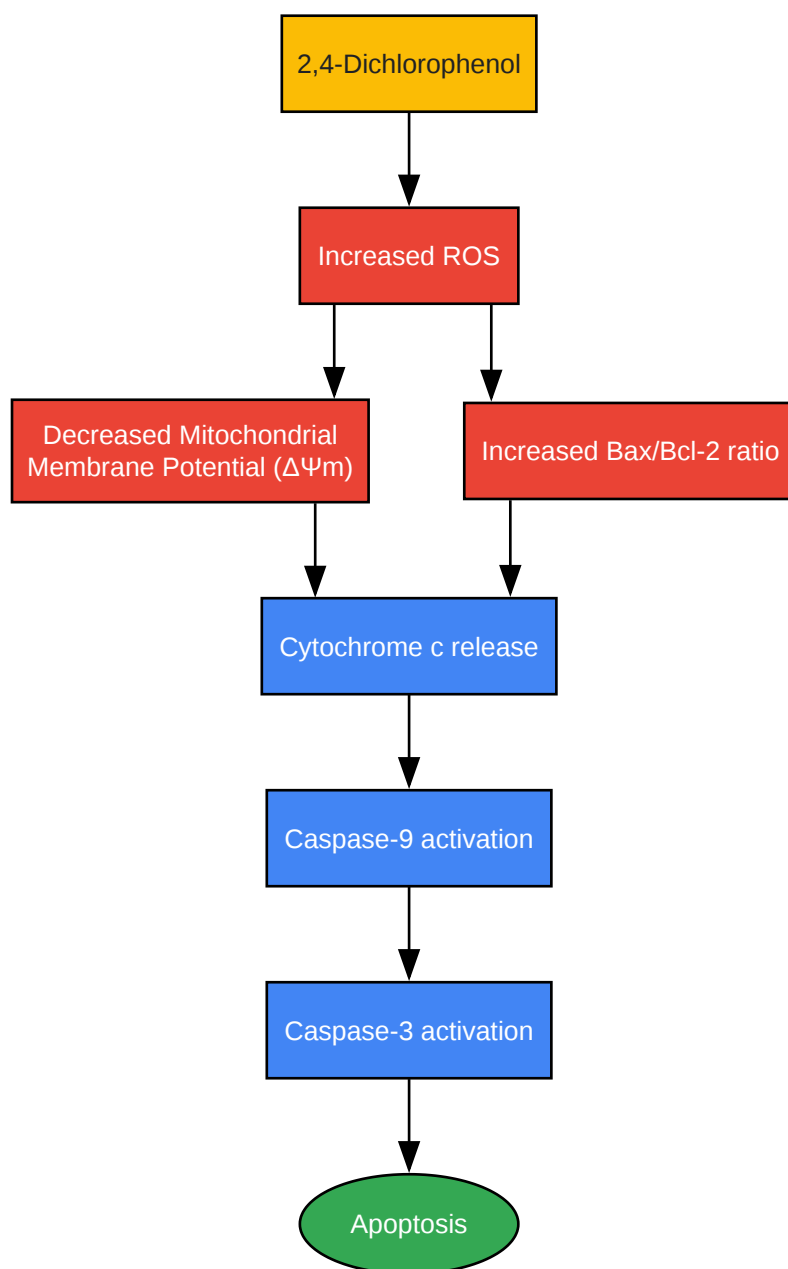 2,4-Dichlorophenol
Increased ROS
Decreased Mitochondrial
Membrane Potential (ΔΨm)
Increased Bax/Bcl-2 ratio
Cytochrome c release
Caspase-9 activation
Caspase-3 activation
Apoptosis